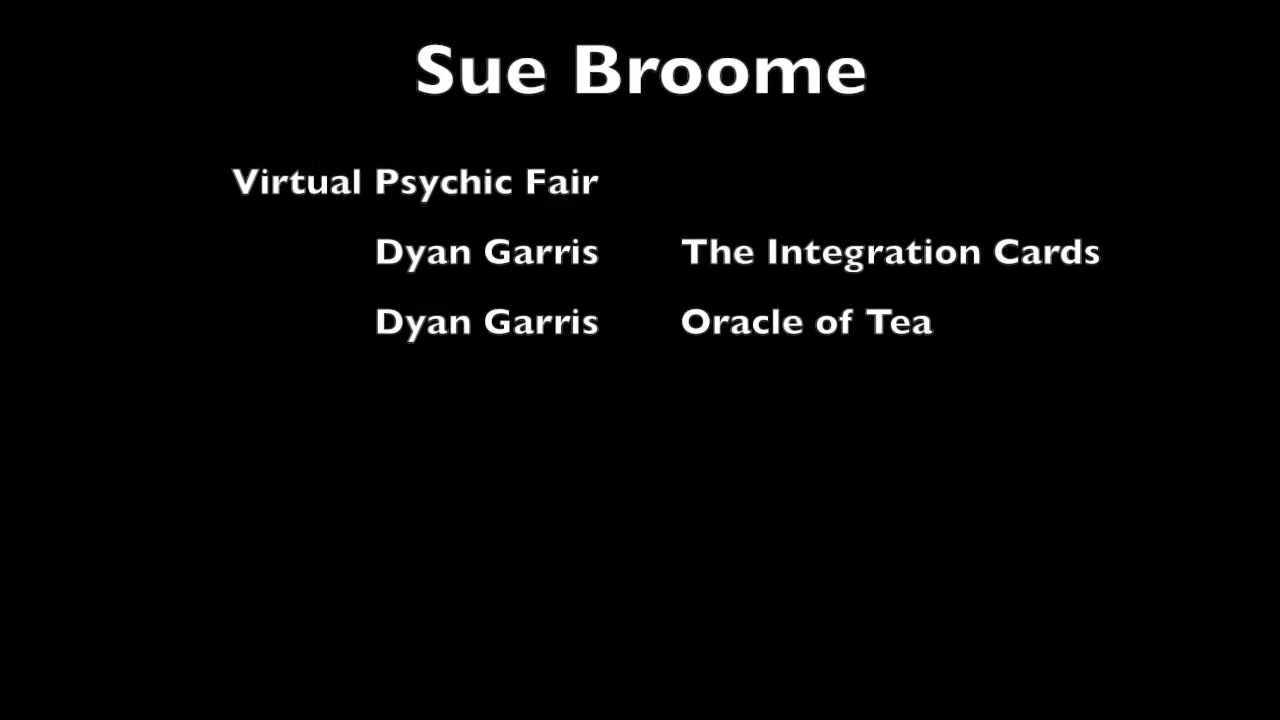 Sue Broome
Virtual Psychic Fair
Dyan Garris The Integration Cards
Dyan Garris Oracle of Tea